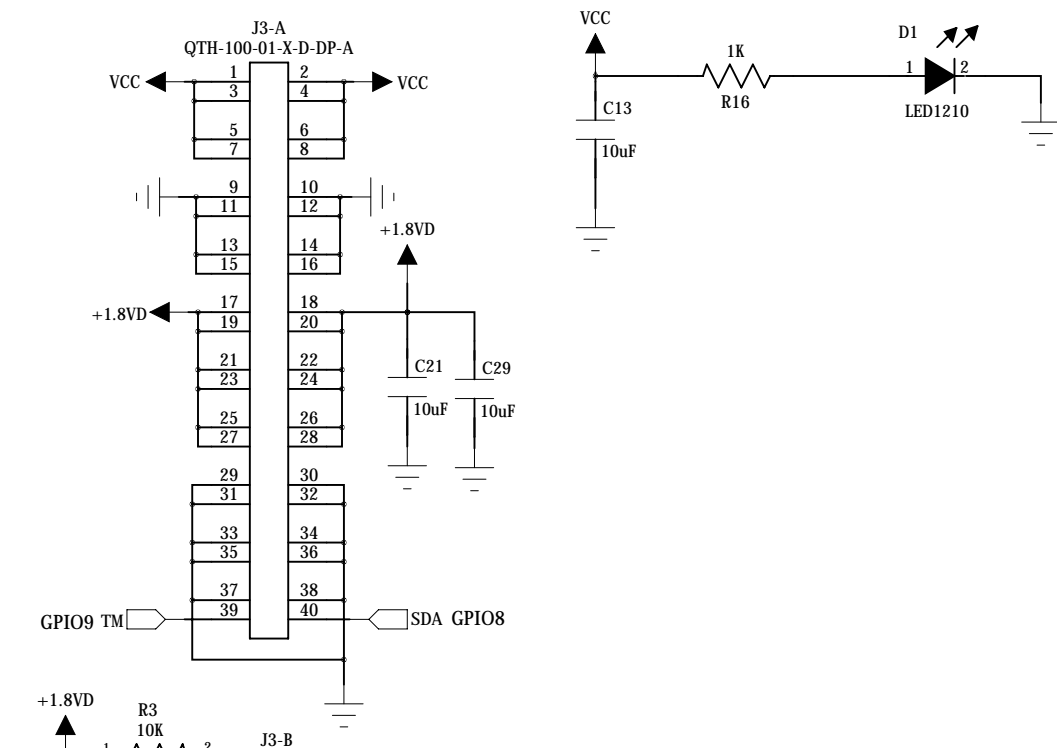 J3-A
QTH-100-01-X-D-DP-A
VCC 1 2 VCC
3 4
5 6
7 8
9 10
11 12
13 14
15 16
+1.8VD
+1.8VD 17 18
19 20
21 22
23 24
25 26
27 28
C21
10uF
C29
10uF
29 30
31 32
33 34
35 36
37 38
GPIO9 TM 39 40 SDA GPIO8
+1.8VD
R3
10K
1 2
J3-B
VCC
C13
10uF
1K
R16
D1
1 2
LED1210